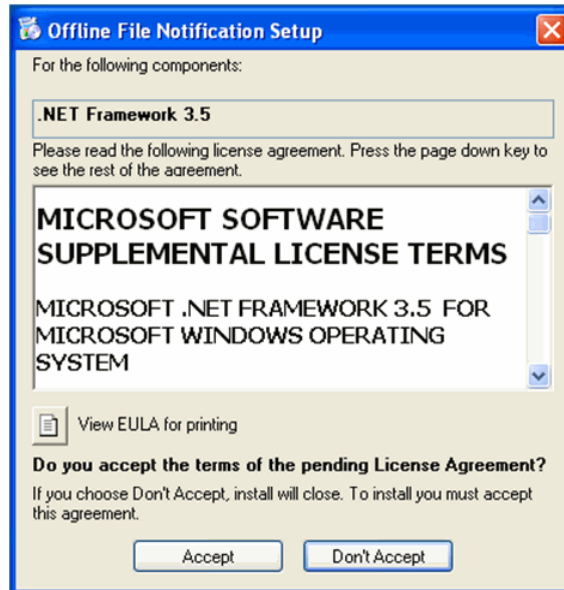 Offline File Notification Setup
For the following components:
.NET Framework 3.5
Please read the following license agreement. Press the page down key to
see the rest of the agreement.
MICROSOFT SOFTWARE
SUPPLEMENTAL LICENSE TERMS
MICROSOFT .NET FRAMEWORK 3.5 FOR
MICROSOFT WINDOWS OPERATING
SYSTEM
View EULA for printing
Do you accept the terms of the pending License Agreement?
If you choose Don't Accept, install will close. To install you must accept
this agreement.
Accept
Don't Accept